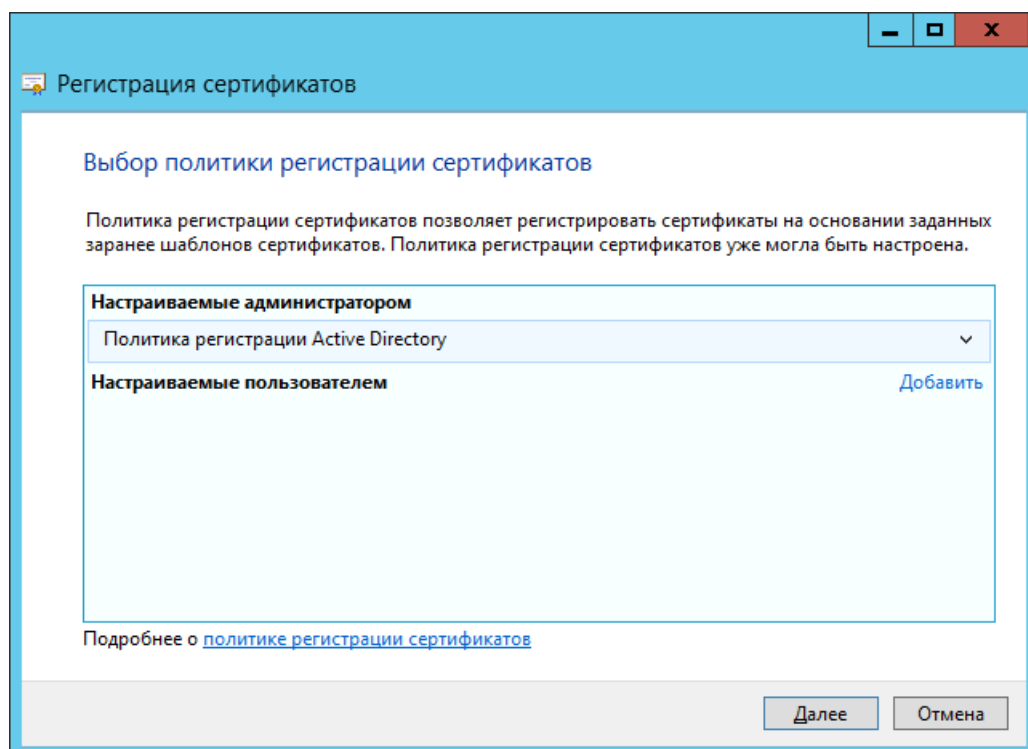 Регистрация сертификатов
Выбор политики регистрации сертификатов
Политика регистрации сертификатов позволяет регистрировать сертификаты на основании заданных
заранее шаблонов сертификатов. Политика регистрации сертификатов уже могла быть настроена.
Настраиваемые администратором
Политика регистрации Active Directory
Настраиваемые пользователем Добавить
Подробнее о политике регистрации сертификатов
Далее Отмена